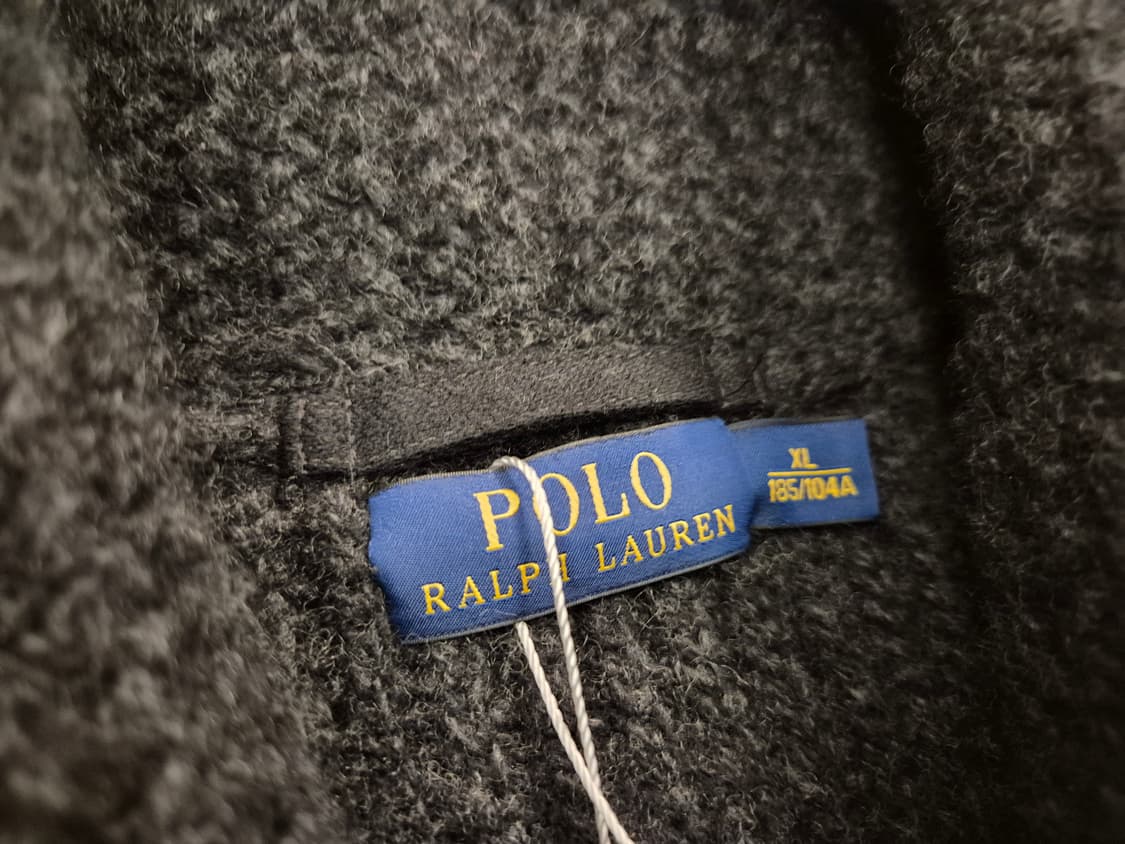 POLO
RALPH LAUREN
XL
185/104A